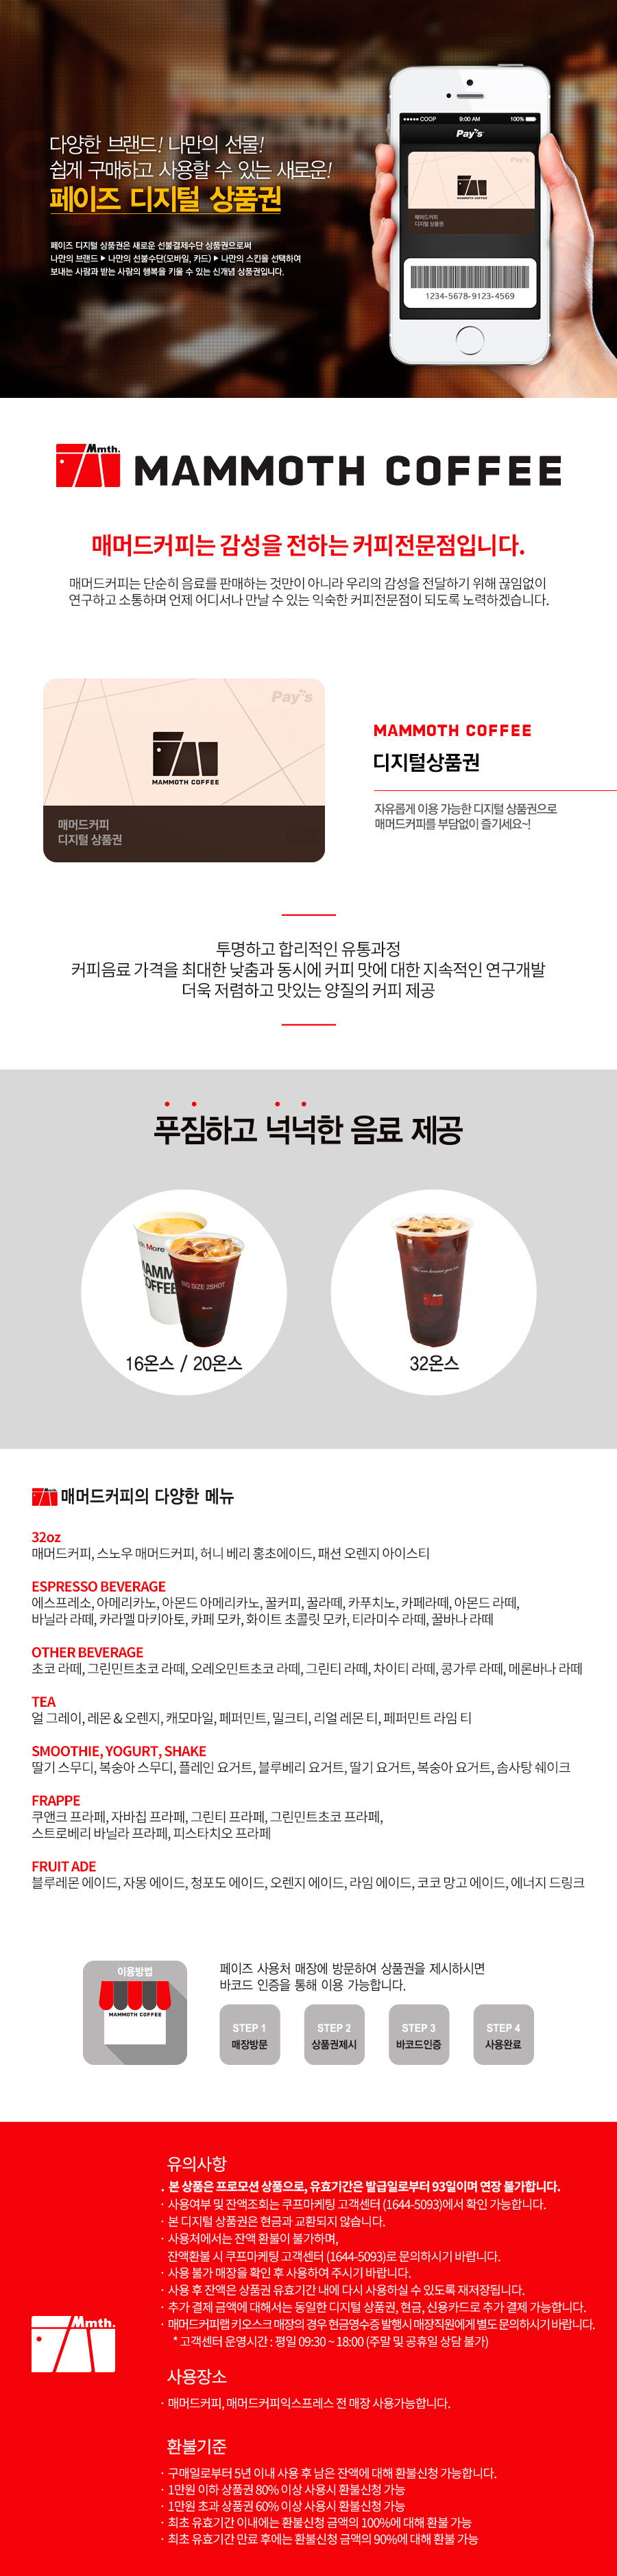 다양한 브랜드! 나만의 선물!
쉽게 구매하고 사용할 수 있는 새로운!
페이즈 디지털 상품권
페이즈 디지털 상품권은 새로운 선불결제수단 상품권으로써
나만의 브랜드 ▶ 나만의 선불수단(모바일, 카드) ▶ 나만의 스킨을 선택하여
보내는 사람과 받는 사람의 행복을 키울 수 있는 신개념 상품권입니다.
●●●●● COOP 9:00 AM 100%
Pay's
Pay's
MAMMOTH COFFEE
매머드커피
디지털 상품권
1234-5678-9123-4569
Mmth.
MAMMOTH COFFEE
매머드커피는 감성을 전하는 커피전문점입니다.
매머드커피는 단순히 음료를 판매하는 것만이 아니라 우리의 감성을 전달하기 위해 끊임없이
연구하고 소통하며 언제 어디서나 만날 수 있는 익숙한 커피전문점이 되도록 노력하겠습니다.
Pay's
MAMMOTH COFFEE
매머드커피
디지털 상품권
MAMMOTH COFFEE
디지털상품권
자유롭게 이용 가능한 디지털 상품권으로
매머드커피를 부담없이 즐기세요~!
투명하고 합리적인 유통과정
커피음료 가격을 최대한 낮춤과 동시에 커피 맛에 대한 지속적인 연구개발
더욱 저렴하고 맛있는 양질의 커피 제공
푸짐하고 넉넉한 음료 제공
More
MAMM
COFFEE
BIG SIZE 2SHOT
16온스 / 20온스
32온스
매머드커피의 다양한 메뉴
32oz
매머드커피, 스노우 매머드커피, 허니 베리 홍초에이드, 패션 오렌지 아이스티
ESPRESSO BEVERAGE
에스프레소, 아메리카노, 아몬드 아메리카노, 꿀커피, 꿀라떼, 카푸치노, 카페라떼, 아몬드 라떼,
바닐라 라떼, 카라멜 마키아토, 카페 모카, 화이트 초콜릿 모카, 티라미수 라떼, 꿀바나 라떼
OTHER BEVERAGE
초코 라떼, 그린민트초코 라떼, 오레오민트초코 라떼, 그린티 라떼, 차이티 라떼, 콩가루 라떼, 메론바나 라떼
TEA
얼 그레이, 레몬 & 오렌지, 캐모마일, 페퍼민트, 밀크티, 리얼 레몬 티, 페퍼민트 라임 티
SMOOTHIE, YOGURT, SHAKE
딸기 스무디, 복숭아 스무디, 플레인 요거트, 블루베리 요거트, 딸기 요거트, 복숭아 요거트, 솜사탕 쉐이크
FRAPPE
쿠앤크 프라페, 자바칩 프라페, 그린티 프라페, 그린민트초코 프라페,
스트로베리 바닐라 프라페, 피스타치오 프라페
FRUIT ADE
블루레몬 에이드, 자몽 에이드, 청포도 에이드, 오렌지 에이드, 라임 에이드, 코코 망고 에이드, 에너지 드링크
이용방법
MAMMOTH COFFEE
페이즈 사용처 매장에 방문하여 상품권을 제시하시면
바코드 인증을 통해 이용 가능합니다.
STEP 1 STEP 2 STEP 3 STEP 4
매장방문 상품권제시 바코드인증 사용완료
유의사항
. 본 상품은 프로모션 상품으로, 유효기간은 발급일로부터 93일이며 연장 불가합니다.
· 사용여부 및 잔액조회는 쿠프마케팅 고객센터 (1644-5093)에서 확인 가능합니다.
· 본 디지털 상품권은 현금과 교환되지 않습니다.
· 사용처에서는 잔액 환불이 불가하며,
잔액환불 시 쿠프마케팅 고객센터 (1644-5093)로 문의하시기 바랍니다.
· 사용 불가 매장을 확인 후 사용하여 주시기 바랍니다.
· 사용 후 잔액은 상품권 유효기간 내에 다시 사용하실 수 있도록 재저장됩니다.
· 추가 결제 금액에 대해서는 동일한 디지털 상품권, 현금, 신용카드로 추가 결제 가능합니다.
· 매머드커피랩 키오스크 매장의 경우 현금영수증 발행시 매장직원에게 별도 문의하시기 바랍니다.
* 고객센터 운영시간 : 평일 09:30 ~ 18:00 (주말 및 공휴일 상담 불가)
Mmth.
사용장소
· 매머드커피, 매머드커피익스프레스 전 매장 사용가능합니다.
환불기준
· 구매일로부터 5년 이내 사용 후 남은 잔액에 대해 환불신청 가능합니다.
· 1만원 이하 상품권 80% 이상 사용시 환불신청 가능
· 1만원 초과 상품권 60% 이상 사용시 환불신청 가능
· 최초 유효기간 이내에는 환불신청 금액의 100%에 대해 환불 가능
· 최초 유효기간 만료 후에는 환불신청 금액의 90%에 대해 환불 가능